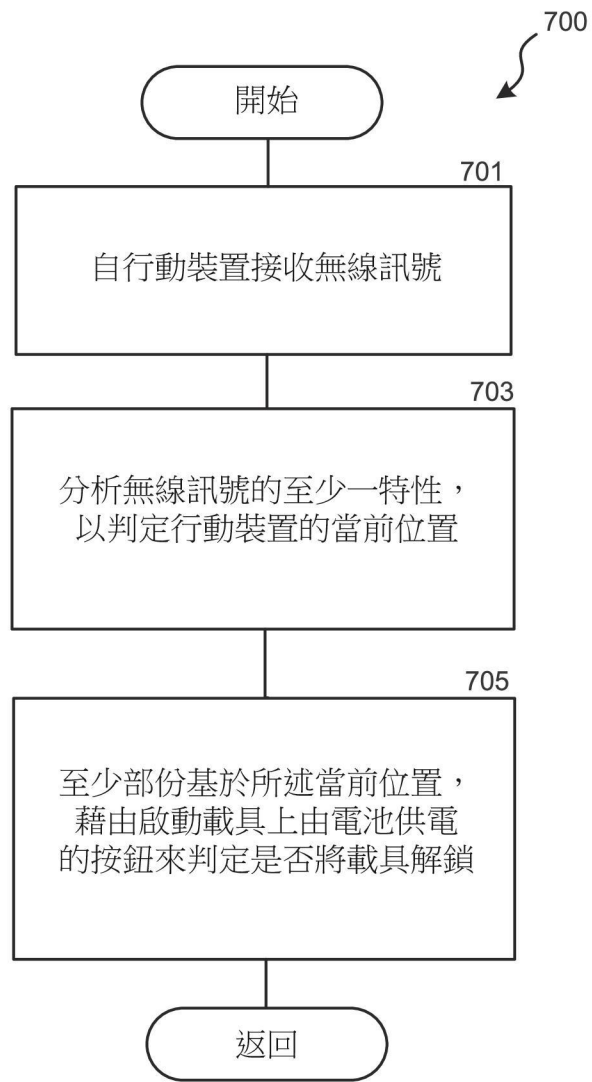 700
開始
701
自行動裝置接收無線訊號
703
分析無線訊號的至少一特性，
以判定行動裝置的當前位置
705
至少部份基於所述當前位置，
藉由啟動載具上由電池供電
的按鈕來判定是否將載具解鎖
返回